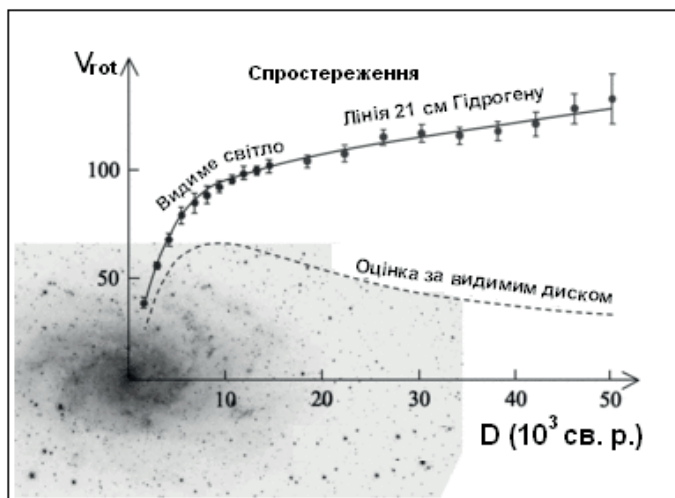 Vrot
Спростереження
Лінія 21 см Гідрогену
Видиме світло
100
Оцінка за видимим диском
50
10
20
30
40
50
D (10³ св. р.)